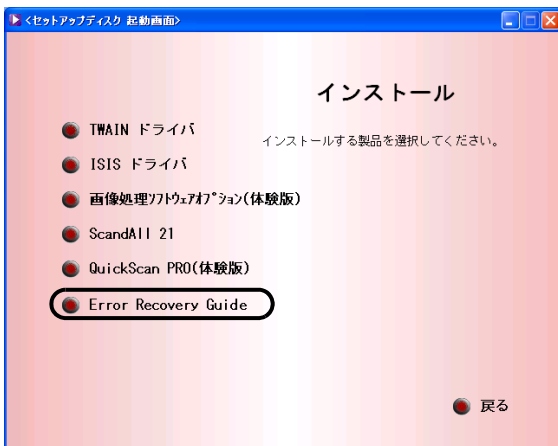 <セットアップディスク 起動画面>
インストール
インストールする製品を選択してください。
TWAIN ドライバ
ISIS ドライバ
画像処理ｿﾌﾄｳｪｱｵﾌﾟｼｮﾝ(体験版)
ScandAll 21
QuickScan PRO(体験版)
Error Recovery Guide
戻る